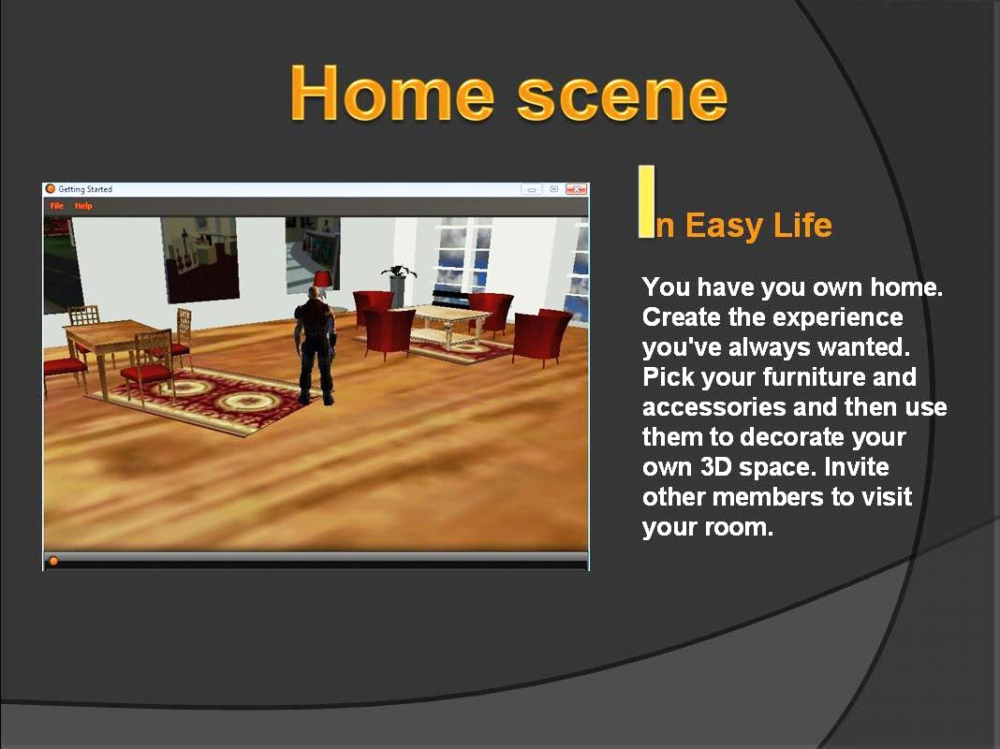 Home scene
Getting Started
File Help
In Easy Life
You have you own home.
Create the experience
you've always wanted.
Pick your furniture and
accessories and then use
them to decorate your
own 3D space. Invite
other members to visit
your room.